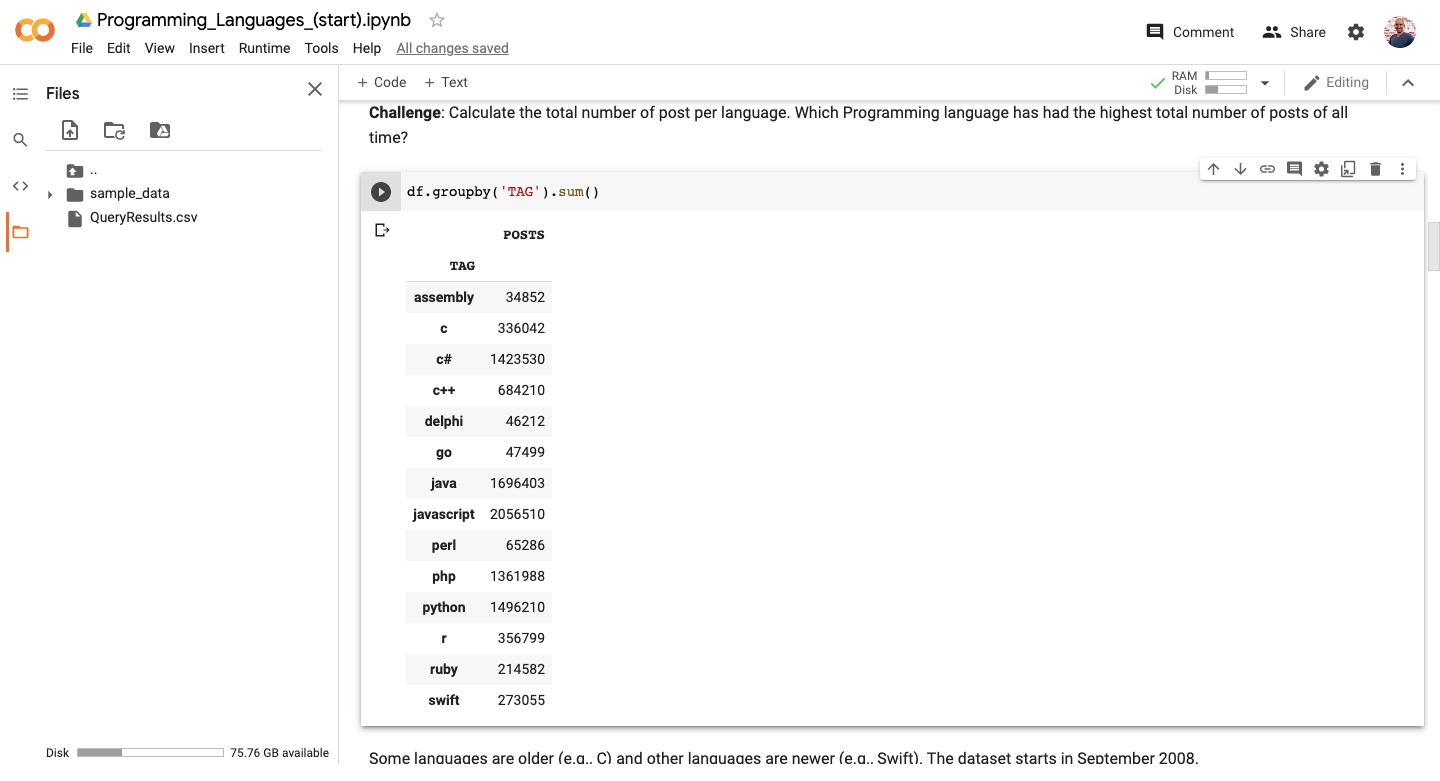 Programming_Languages_(start).ipynb
File Edit View Insert Runtime Tools Help All changes saved
Comment Share
Files
+ Code + Text
RAM
Disk
Editing
..
sample_data
QueryResults.csv
Disk 75.76 GB available
Challenge: Calculate the total number of post per language. Which Programming language has had the highest total number of posts of all
time?
df.groupby('TAG').sum()
POSTS
TAG
assembly 34852
c 336042
c# 1423530
c++ 684210
delphi 46212
go 47499
java 1696403
javascript 2056510
perl 65286
php 1361988
python 1496210
r 356799
ruby 214582
swift 273055
Some languages are older (e.g., C) and other languages are newer (e.g., Swift). The dataset starts in September 2008.